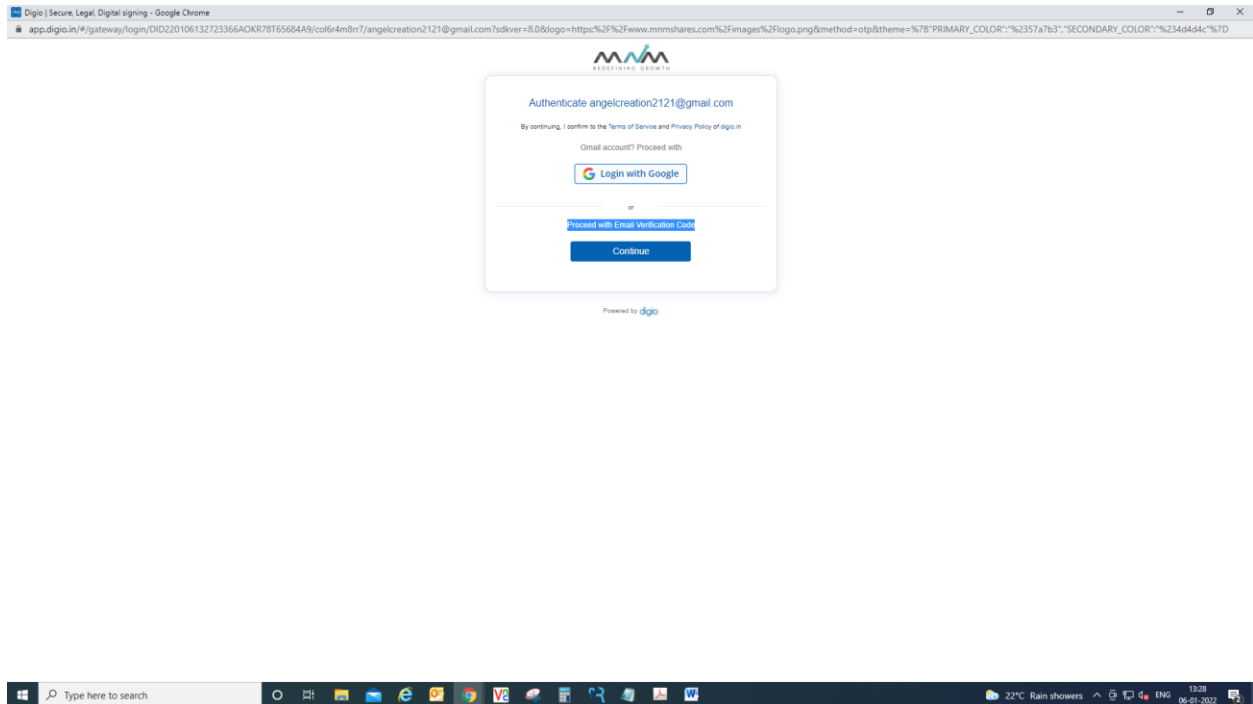 Digio | Secure, Legal, Digital signing - Google Chrome
app.digio.in/#/gateway/login/DID220106132723366AOKR78T65684A9/col6r4m8rr7/angelcreation2121@gmail.com?sdkver=8.0&logo=https:%2F%2Fwww.mnmshares.com%2Fimages%2Flogo.png&method=otp&theme=%7B"PRIMARY_COLOR":"%2357a7b3","SECONDARY_COLOR":"%234d4d4c"%7D
MNM
REDEFINING GROWTH
Authenticate angelcreation2121@gmail.com
By continuing, I confirm to the Terms of Service and Privacy Policy of digio.in
Gmail account? Proceed with
G Login with Google
or
Proceed with Email Verification Code
Continue
Powered by digio
Type here to search
22°C Rain showers
ENG
13:28
06-01-2022